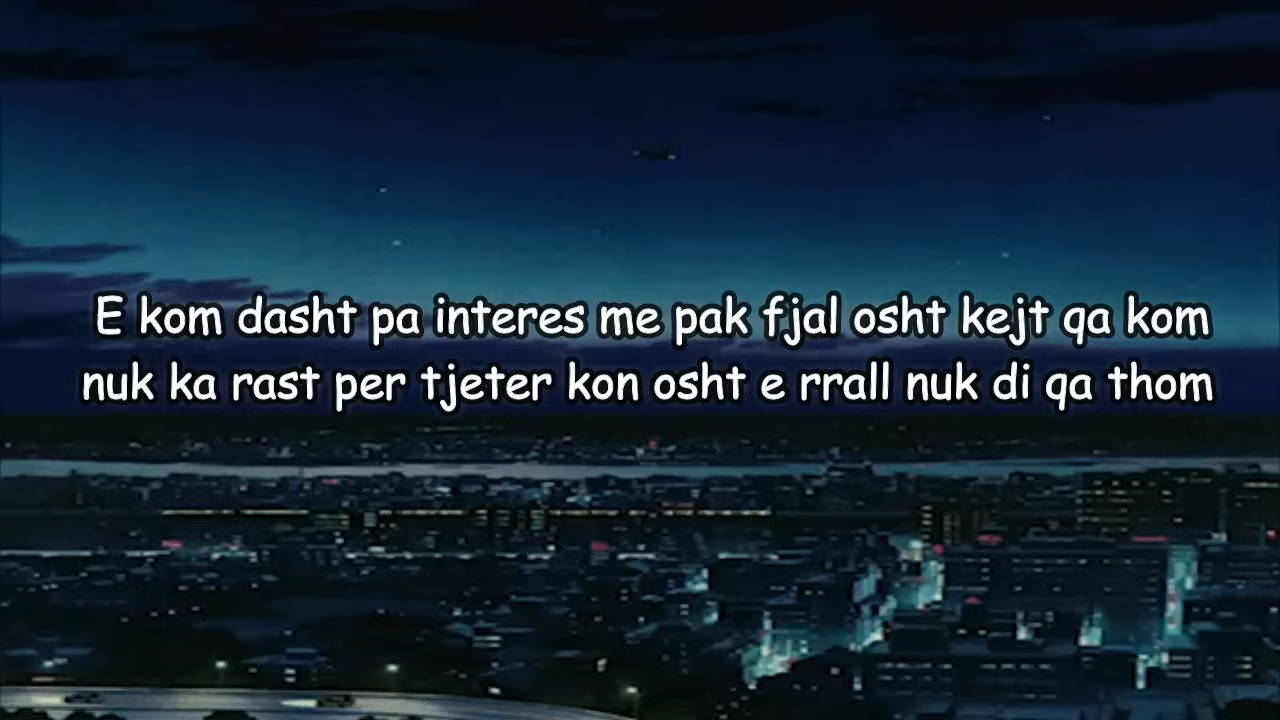 E kom dasht pa interes me pak fjal osht kejt qa kom
nuk ka rast per tjeter kon osht e rrall nuk di qa thom